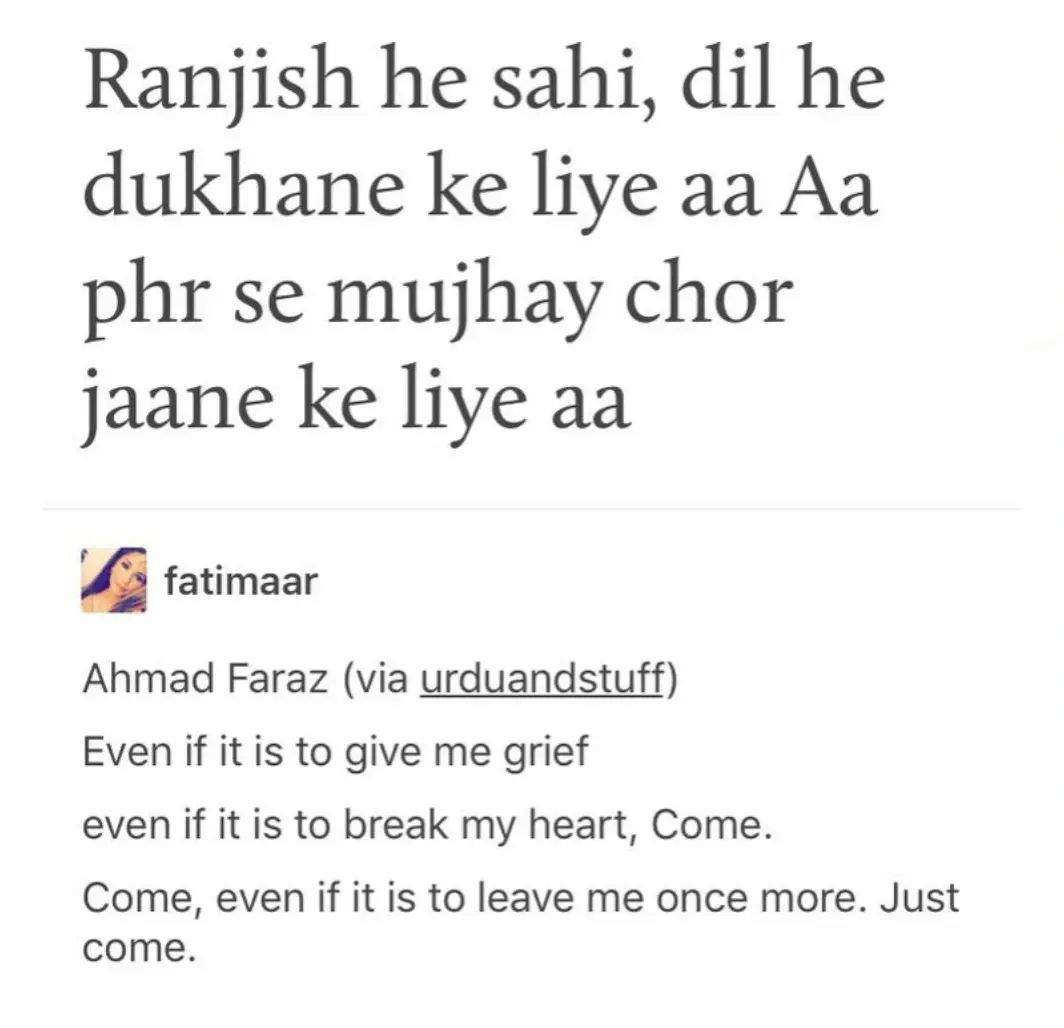 Ranjish he sahi, dil he
dukhane ke liye aa Aa
phr se mujhay chor
jaane ke liye aa
fatimaar
Ahmad Faraz (via urduandstuff)
Even if it is to give me grief
even if it is to break my heart, Come.
Come, even if it is to leave me once more. Just
come.